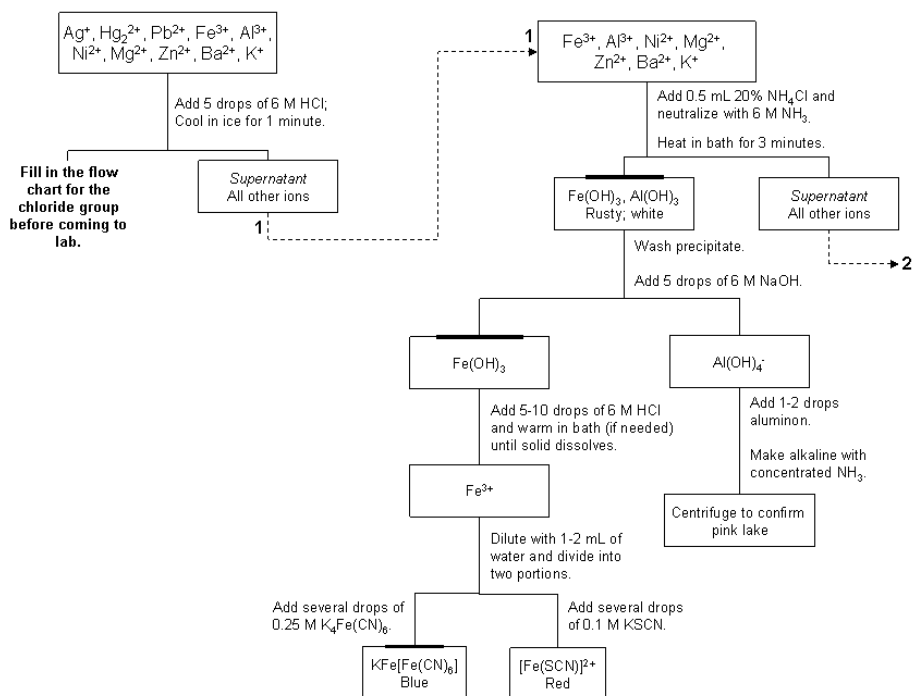 Ag⁺, Hg₂²⁺, Pb²⁺, Fe³⁺, Al³⁺,
Ni²⁺, Mg²⁺, Zn²⁺, Ba²⁺, K⁺
Add 5 drops of 6 M HCl;
Cool in ice for 1 minute.
Fill in the flow
chart for the
chloride group
before coming to
lab.
Supernatant
All other ions
1
1
Fe³⁺, Al³⁺, Ni²⁺, Mg²⁺,
Zn²⁺, Ba²⁺, K⁺
Add 0.5 mL 20% NH₄Cl and
neutralize with 6 M NH₃.
Heat in bath for 3 minutes.
Fe(OH)₃, Al(OH)₃
Rusty; white
Supernatant
All other ions
2
Wash precipitate.
Add 5 drops of 6 M NaOH.
Fe(OH)₃
Al(OH)₄⁻
Add 5-10 drops of 6 M HCl
and warm in bath (if needed)
until solid dissolves.
Add 1-2 drops
aluminon.
Make alkaline with
concentrated NH₃.
Fe³⁺
Centrifuge to confirm
pink lake
Dilute with 1-2 mL of
water and divide into
two portions.
Add several drops of
0.25 M K₄Fe(CN)₆.
Add several drops
of 0.1 M KSCN.
KFe[Fe(CN)₆]
Blue
[Fe(SCN)]²⁺
Red